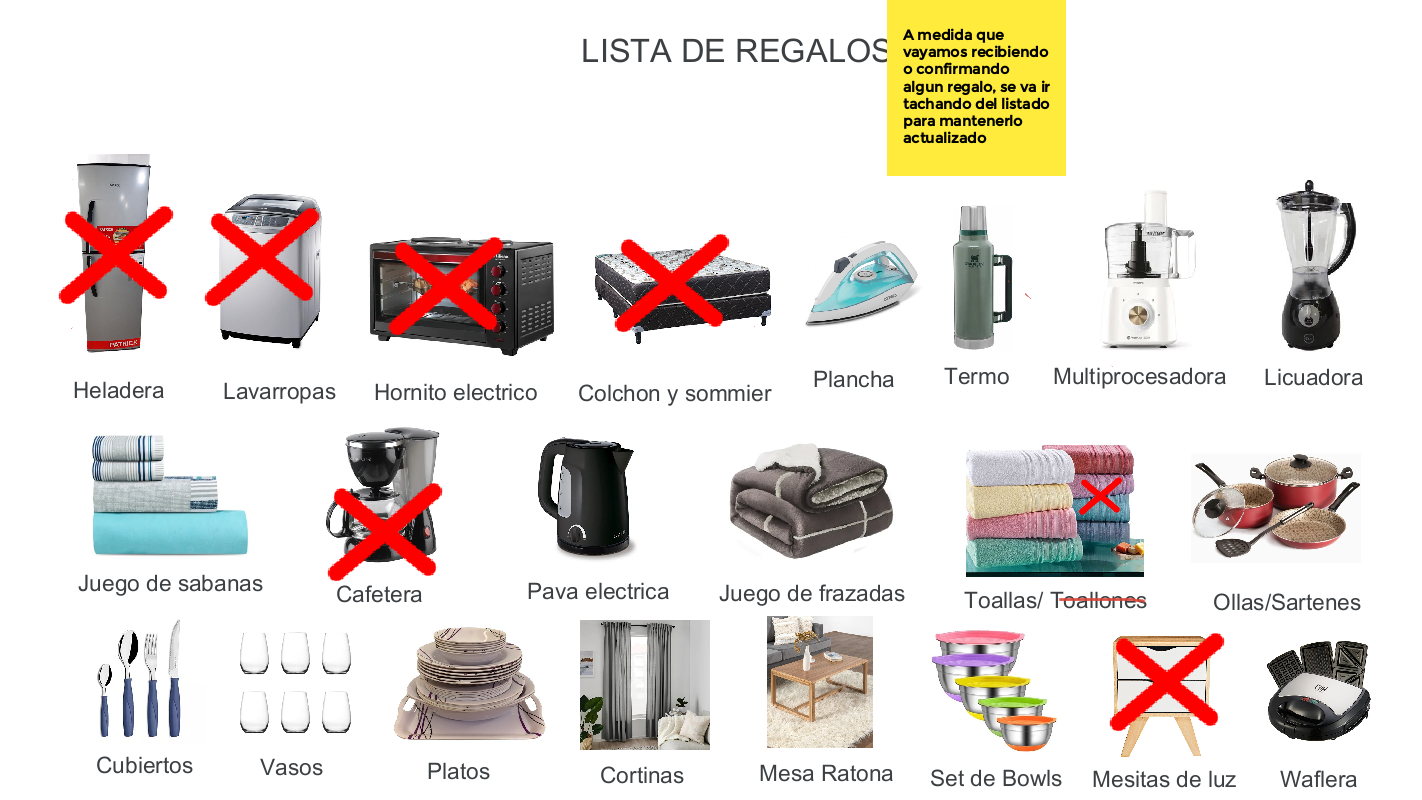 LISTA DE REGALOS
A medida que
vayamos recibiendo
o confirmando
algun regalo, se va ir
tachando del listado
para mantenerlo
actualizado
Heladera
Lavarropas
Hornito electrico
Colchon y sommier
Plancha
Termo
Multiprocesadora
Licuadora
Juego de sabanas
Cafetera
Pava electrica
Juego de frazadas
Toallas/ Toallones
Ollas/Sartenes
Cubiertos
Vasos
Platos
Cortinas
Mesa Ratona
Set de Bowls
Mesitas de luz
Waflera
PATRICK